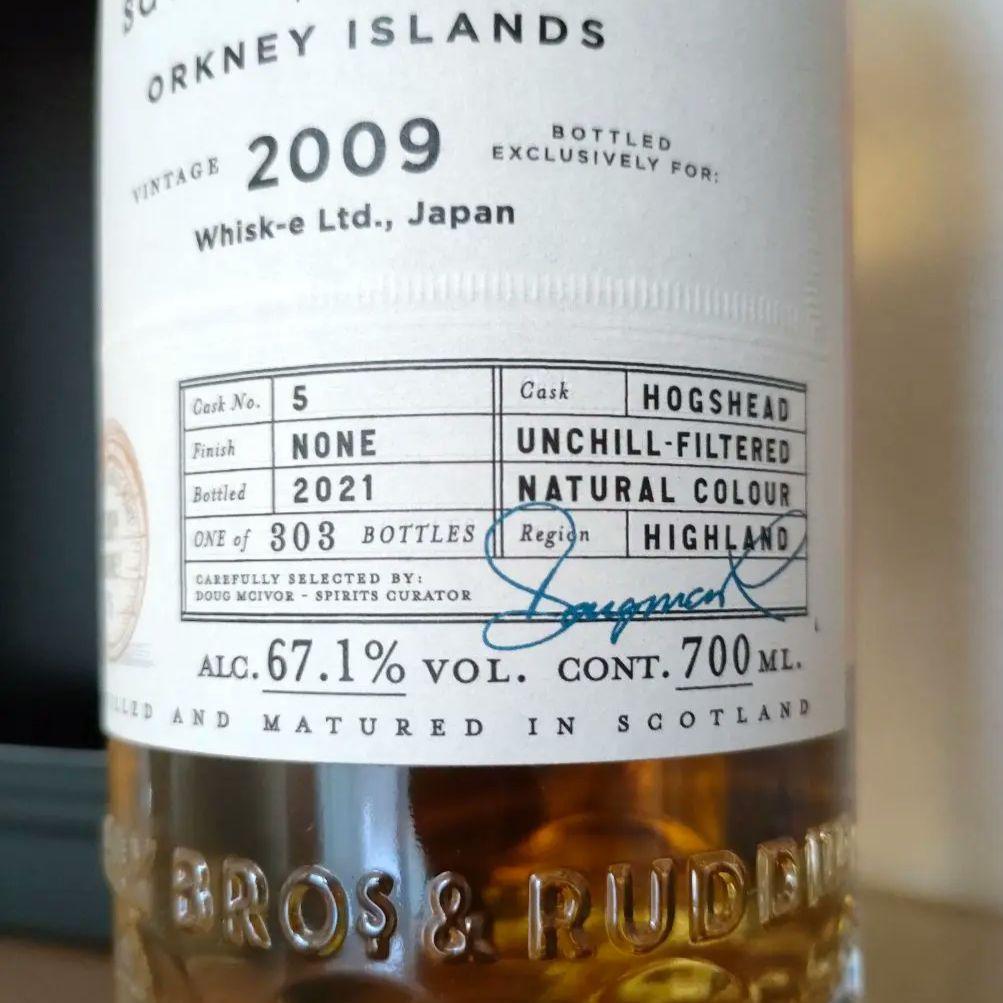 ORKNEY ISLANDS
VINTAGE 2009
BOTTLED
EXCLUSIVELY FOR:
Whisk-e Ltd., Japan
Cask No. 5 Cask HOGSHEAD
Finish NONE UNCHILL-FILTERED
Bottled 2021 NATURAL COLOUR
ONE of 303 BOTTLES Region HIGHLAND
CAREFULLY SELECTED BY:
DOUG MCIVOR - SPIRITS CURATOR
ALC. 67.1% VOL. CONT. 700 ML.
AND MATURED IN SCOTLAND
BROS & RUDD